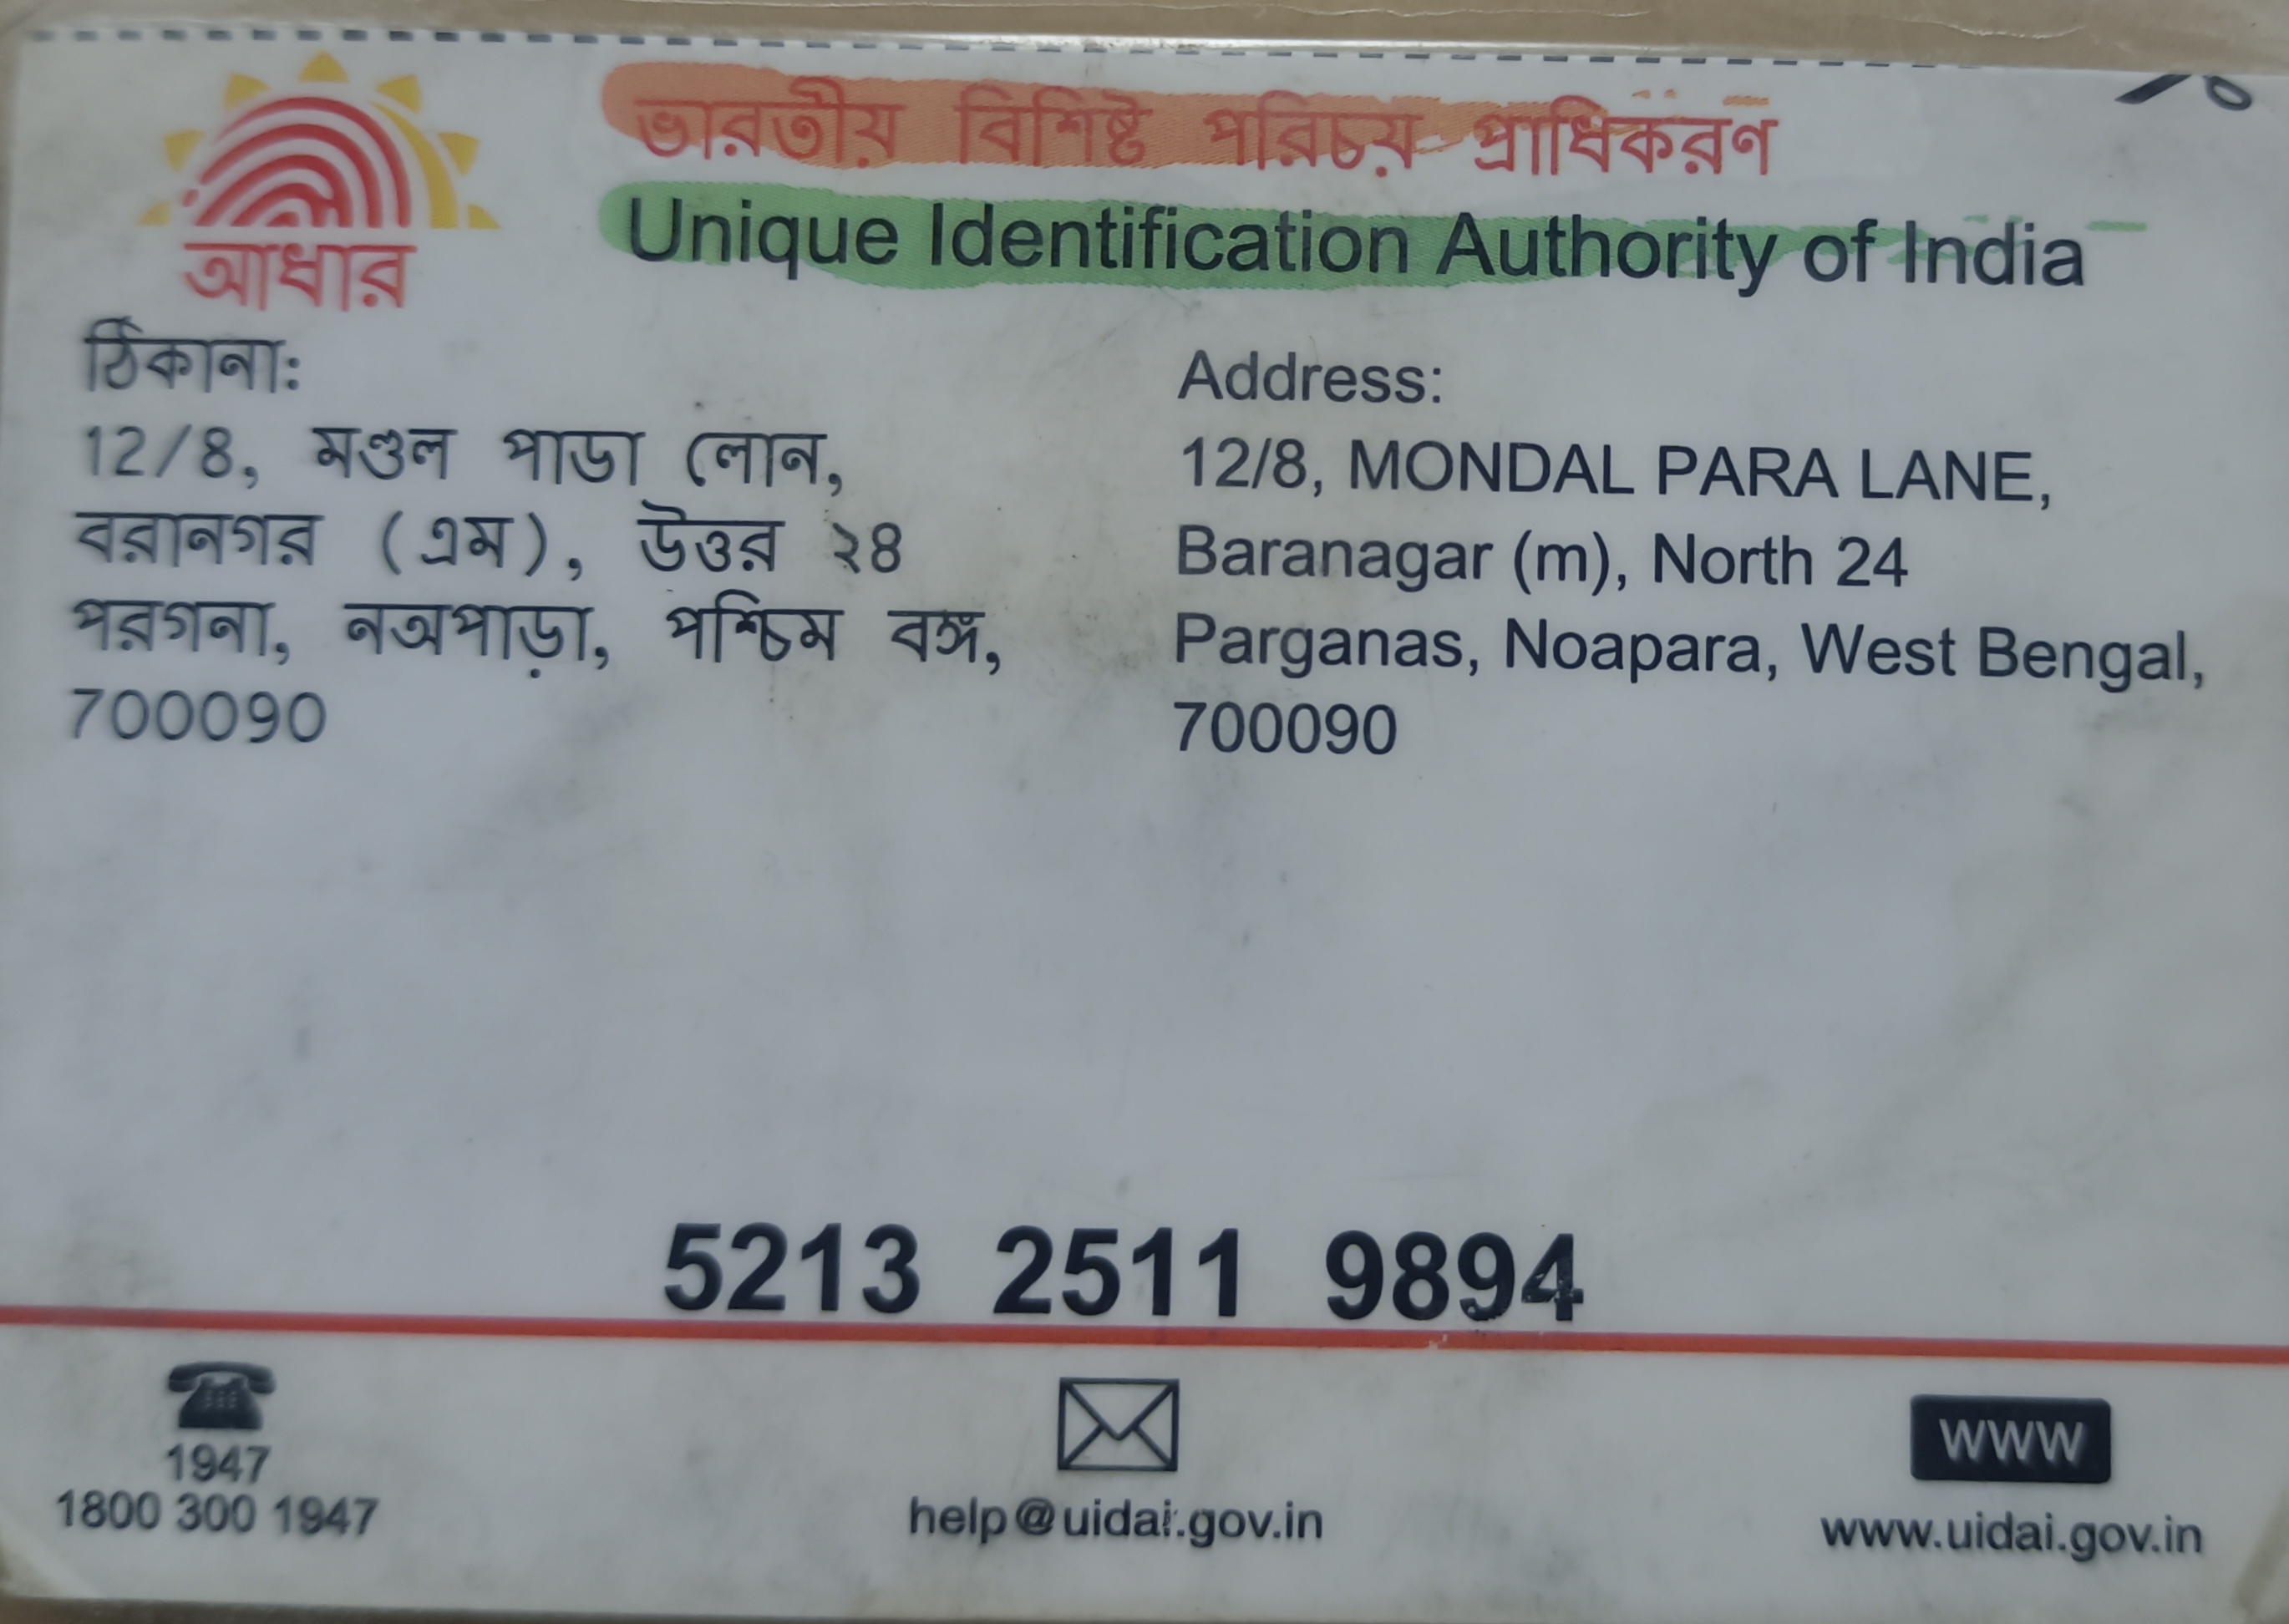 ভারতীয় বিশিষ্ট পরিচয় প্রাধিকরণ
Unique Identification Authority of India
আধার
ঠিকানা:
12/8, মণ্ডল পাডা লোন,
বরানগর (এম), উত্তর ২৪
পরগনা, নঅপাড়া, পশ্চিম বঙ্গ,
700090
Address:
12/8, MONDAL PARA LANE,
Baranagar (m), North 24
Parganas, Noapara, West Bengal,
700090
5213 2511 9894
1947
1800 300 1947
help@uidai.gov.in
WWW
www.uidai.gov.in